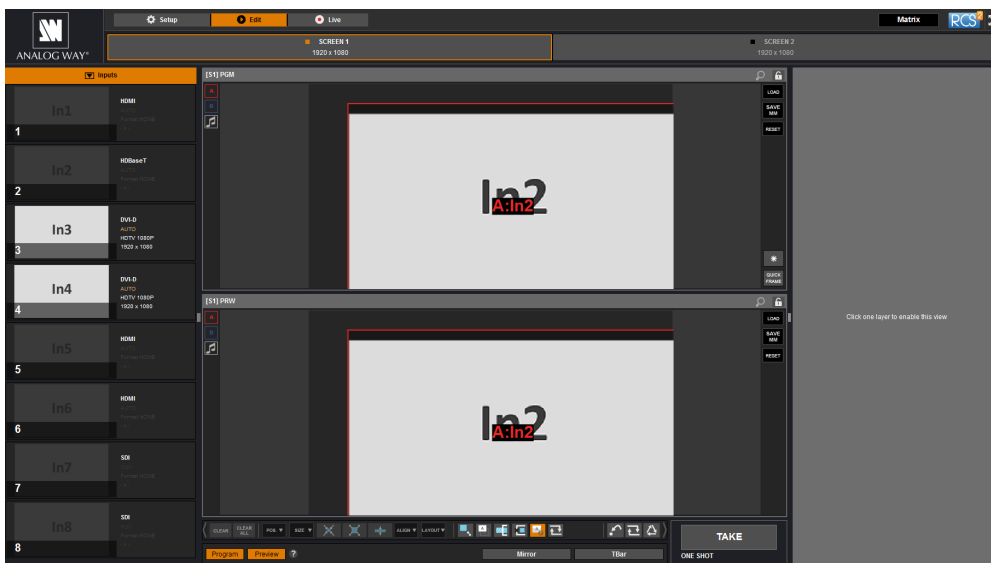 Setup
Edit
Live
Matrix
RCS²
ANALOG WAY®
SCREEN 1
1920 x 1080
SCREEN 2
1920 x 1080
Inputs
In1
HDMI
AUTO
1
In2
HDBaseT
AUTO
2
In3
DVI-D
AUTO
HDTV 1080P
1920 x 1080
3
In4
DVI-D
AUTO
HDTV 1080P
1920 x 1080
4
In5
HDMI
5
In6
HDMI
6
In7
SDI
7
In8
SDI
8
[S1] PGM
A
B
In2
A:In2
LOAD
SAVE
MM
RESET
QUICK
FRAME
[S1] PRW
A
B
In2
A:In2
LOAD
SAVE
MM
RESET
Click one layer to enable this view
CLEAR
CLEAR
ALL
POS. ▼
SIZE ▼
ALIGN ▼
LAYOUT ▼
TAKE
ONE SHOT
Program
Preview
?
Mirror
TBar